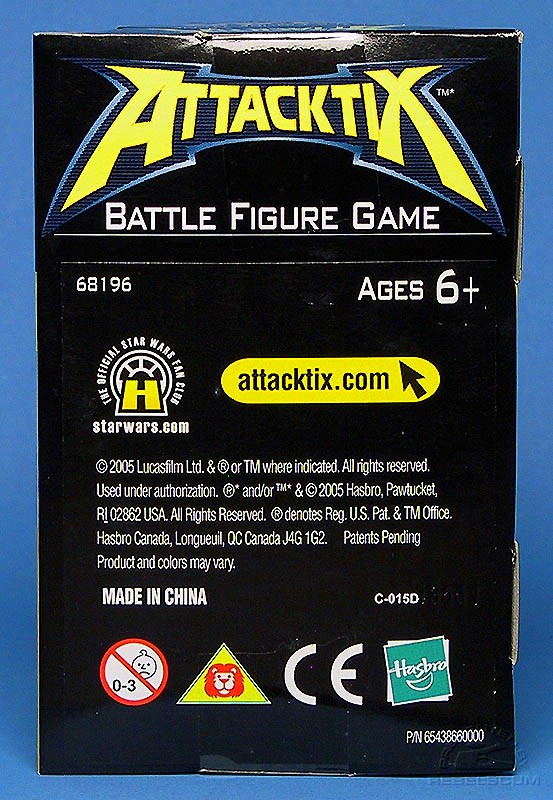 ATTACKTIX ™*
BATTLE FIGURE GAME
68196
AGES 6+
THE OFFICIAL STAR WARS FAN CLUB
H
starwars.com
attacktix.com
© 2005 Lucasfilm Ltd. & ® or TM where indicated. All rights reserved.
Used under authorization. ®* and/or ™* & © 2005 Hasbro, Pawtucket,
RI 02862 USA. All Rights Reserved. ® denotes Reg. U.S. Pat. & TM Office.
Hasbro Canada, Longueuil, QC Canada J4G 1G2. Patents Pending
Product and colors may vary.
MADE IN CHINA
C-015D
0-3
CE
Hasbro
P/N 65438660000
REBELSCUM